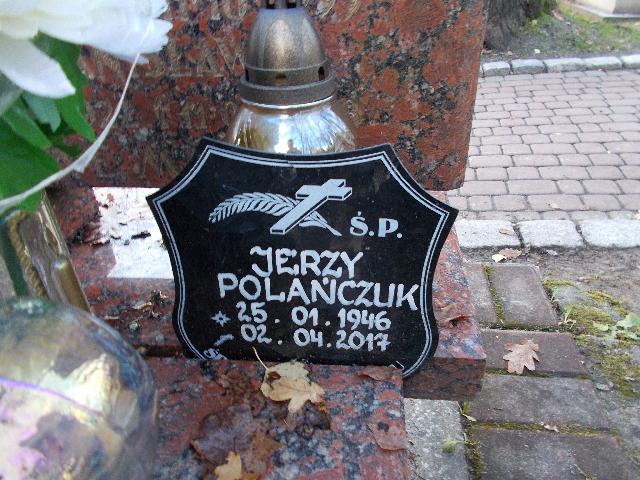 Ś.P.
JERZY
POLAŃCZUK
25.01.1946
02.04.2017